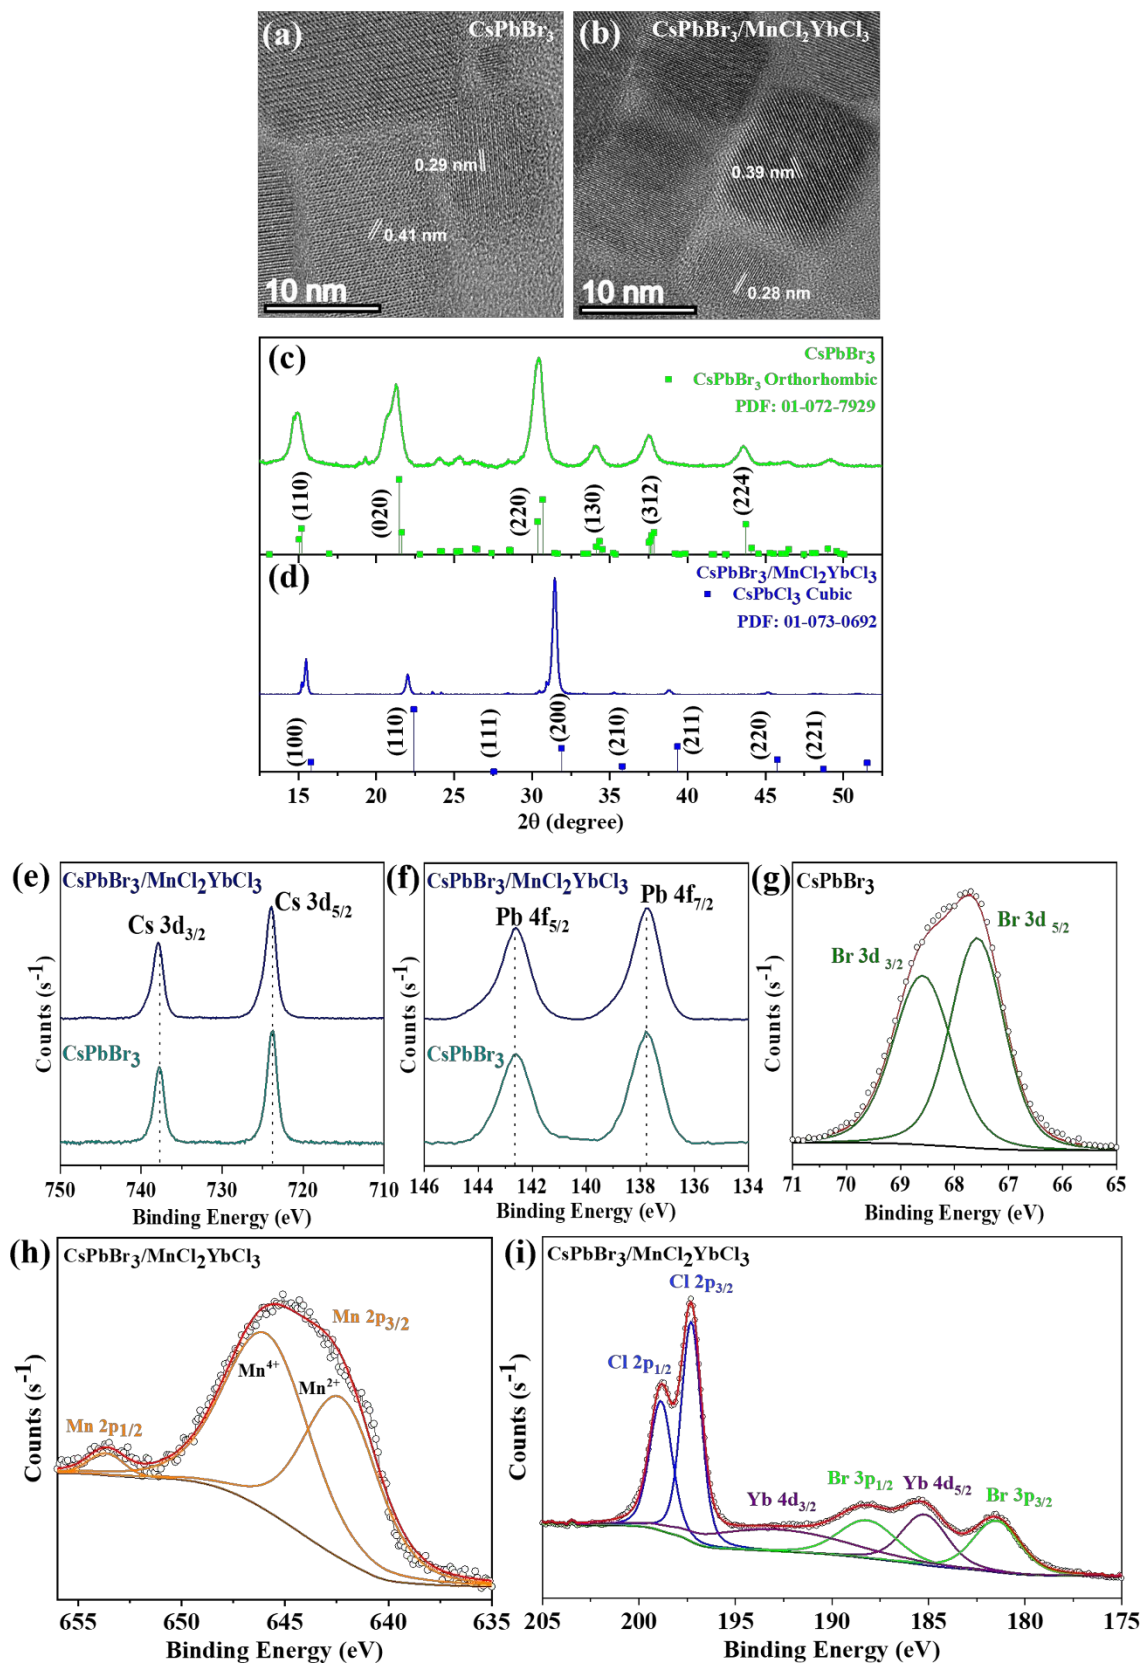 (a) CsPbBr₃
0.29 nm
0.41 nm
10 nm
(b) CsPbBr₃/MnCl₂YbCl₃
0.39 nm
0.28 nm
10 nm
(c) CsPbBr₃
CsPbBr₃ Orthorhombic
PDF: 01-072-7929
(110) (020) (220) (130) (312) (224)
(d) CsPbBr₃/MnCl₂YbCl₃
CsPbCl₃ Cubic
PDF: 01-073-0692
(100) (110) (111) (200) (210) (211) (220) (221)
15 20 25 30 35 40 45 50
2θ (degree)
(e) CsPbBr₃/MnCl₂YbCl₃
Cs 3d₃/₂
Cs 3d₅/₂
CsPbBr₃
Counts (s⁻¹)
750 740 730 720 710
Binding Energy (eV)
(f) CsPbBr₃/MnCl₂YbCl₃
Pb 4f₅/₂
Pb 4f₇/₂
CsPbBr₃
Counts (s⁻¹)
146 144 142 140 138 136 134
Binding Energy (eV)
(g) CsPbBr₃
Br 3d ₅/₂
Br 3d ₃/₂
Counts (s⁻¹)
71 70 69 68 67 66 65
Binding Energy (eV)
(h) CsPbBr₃/MnCl₂YbCl₃
Mn 2p₃/₂
Mn⁴⁺
Mn²⁺
Mn 2p₁/₂
Counts (s⁻¹)
655 650 645 640 635
Binding Energy (eV)
(i) CsPbBr₃/MnCl₂YbCl₃
Cl 2p₃/₂
Cl 2p₁/₂
Yb 4d₃/₂
Br 3p₁/₂
Yb 4d₅/₂
Br 3p₃/₂
Counts (s⁻¹)
205 200 195 190 185 180 175
Binding Energy (eV)